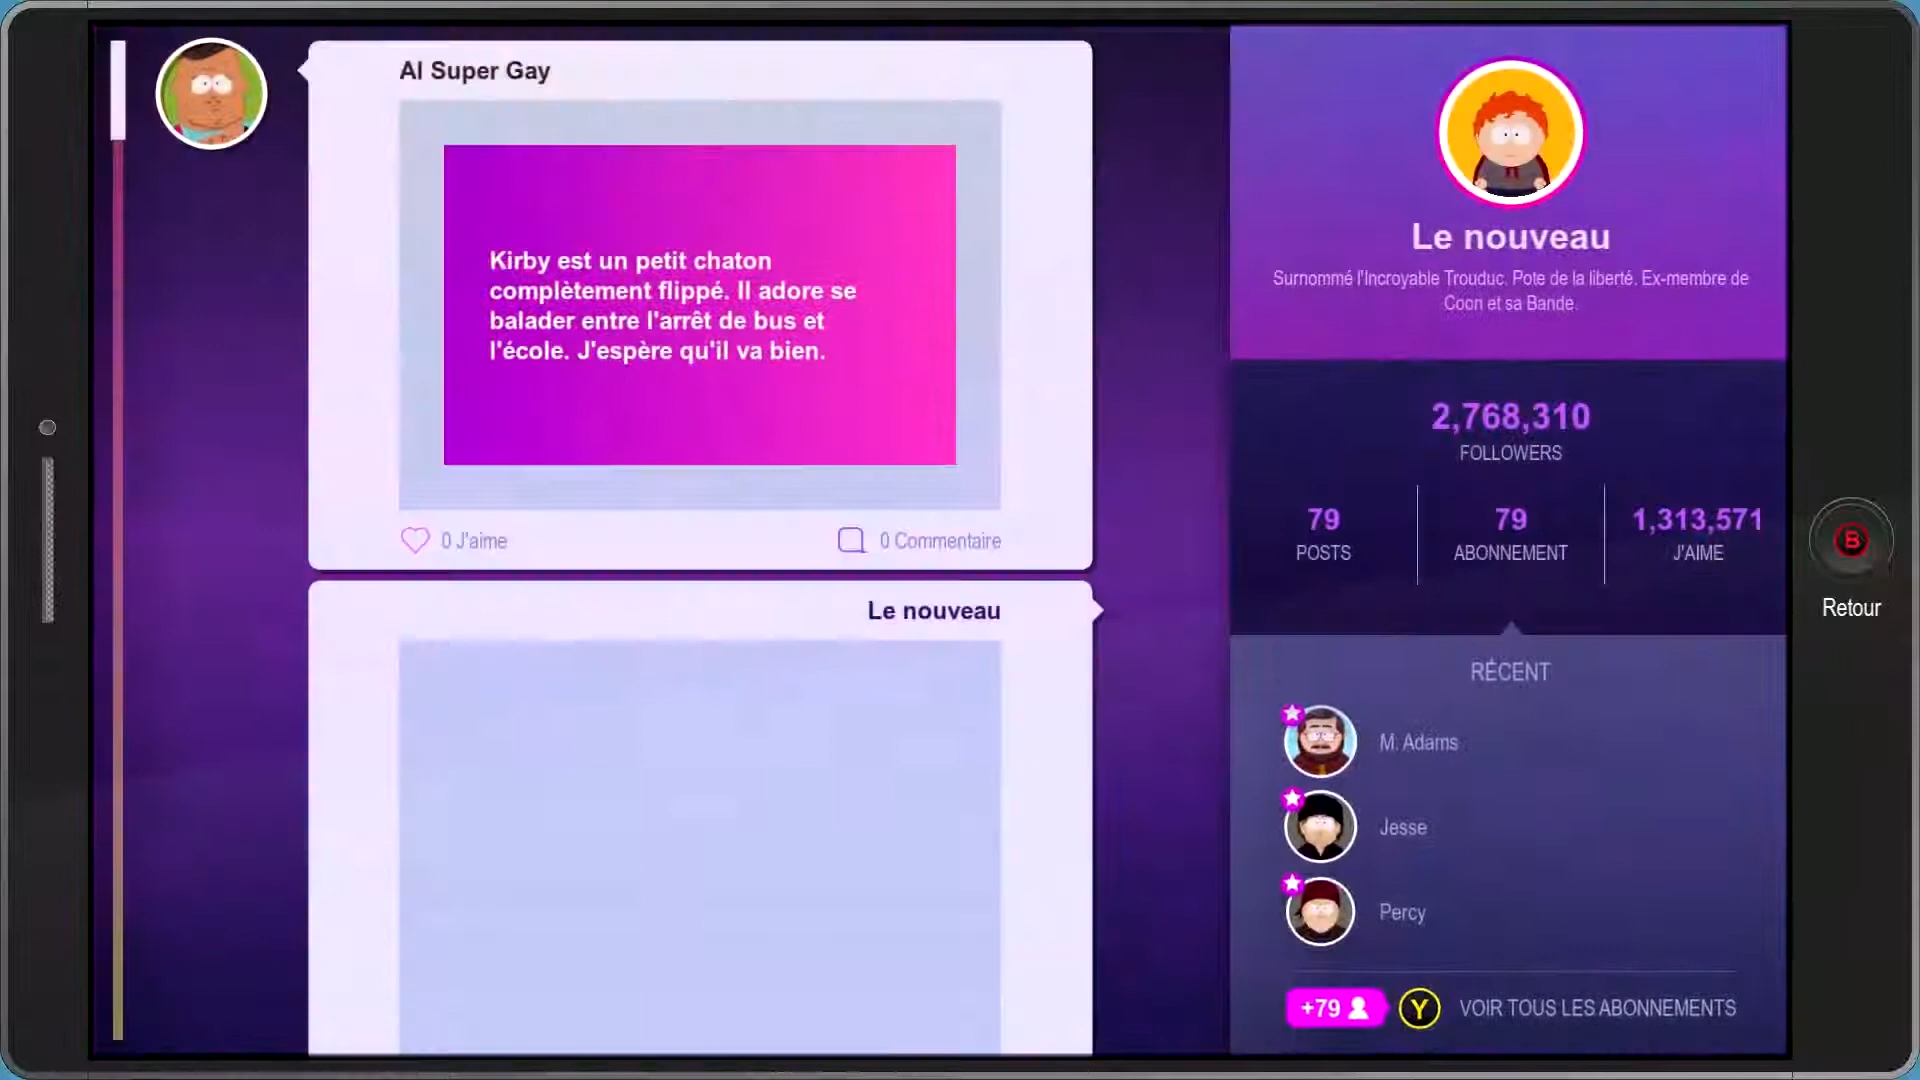 Al Super Gay
Kirby est un petit chaton
complètement flippé. Il adore se
balader entre l'arrêt de bus et
l'école. J'espère qu'il va bien.
0 J'aime
0 Commentaire
Le nouveau
Le nouveau
Surnommé l'Incroyable Trouduc. Pote de la liberté. Ex-membre de
Coon et sa Bande.
2,768,310
FOLLOWERS
79
POSTS
79
ABONNEMENT
1,313,571
J'AIME
RÉCENT
M. Adams
Jesse
Percy
+79
Y
VOIR TOUS LES ABONNEMENTS
B
Retour